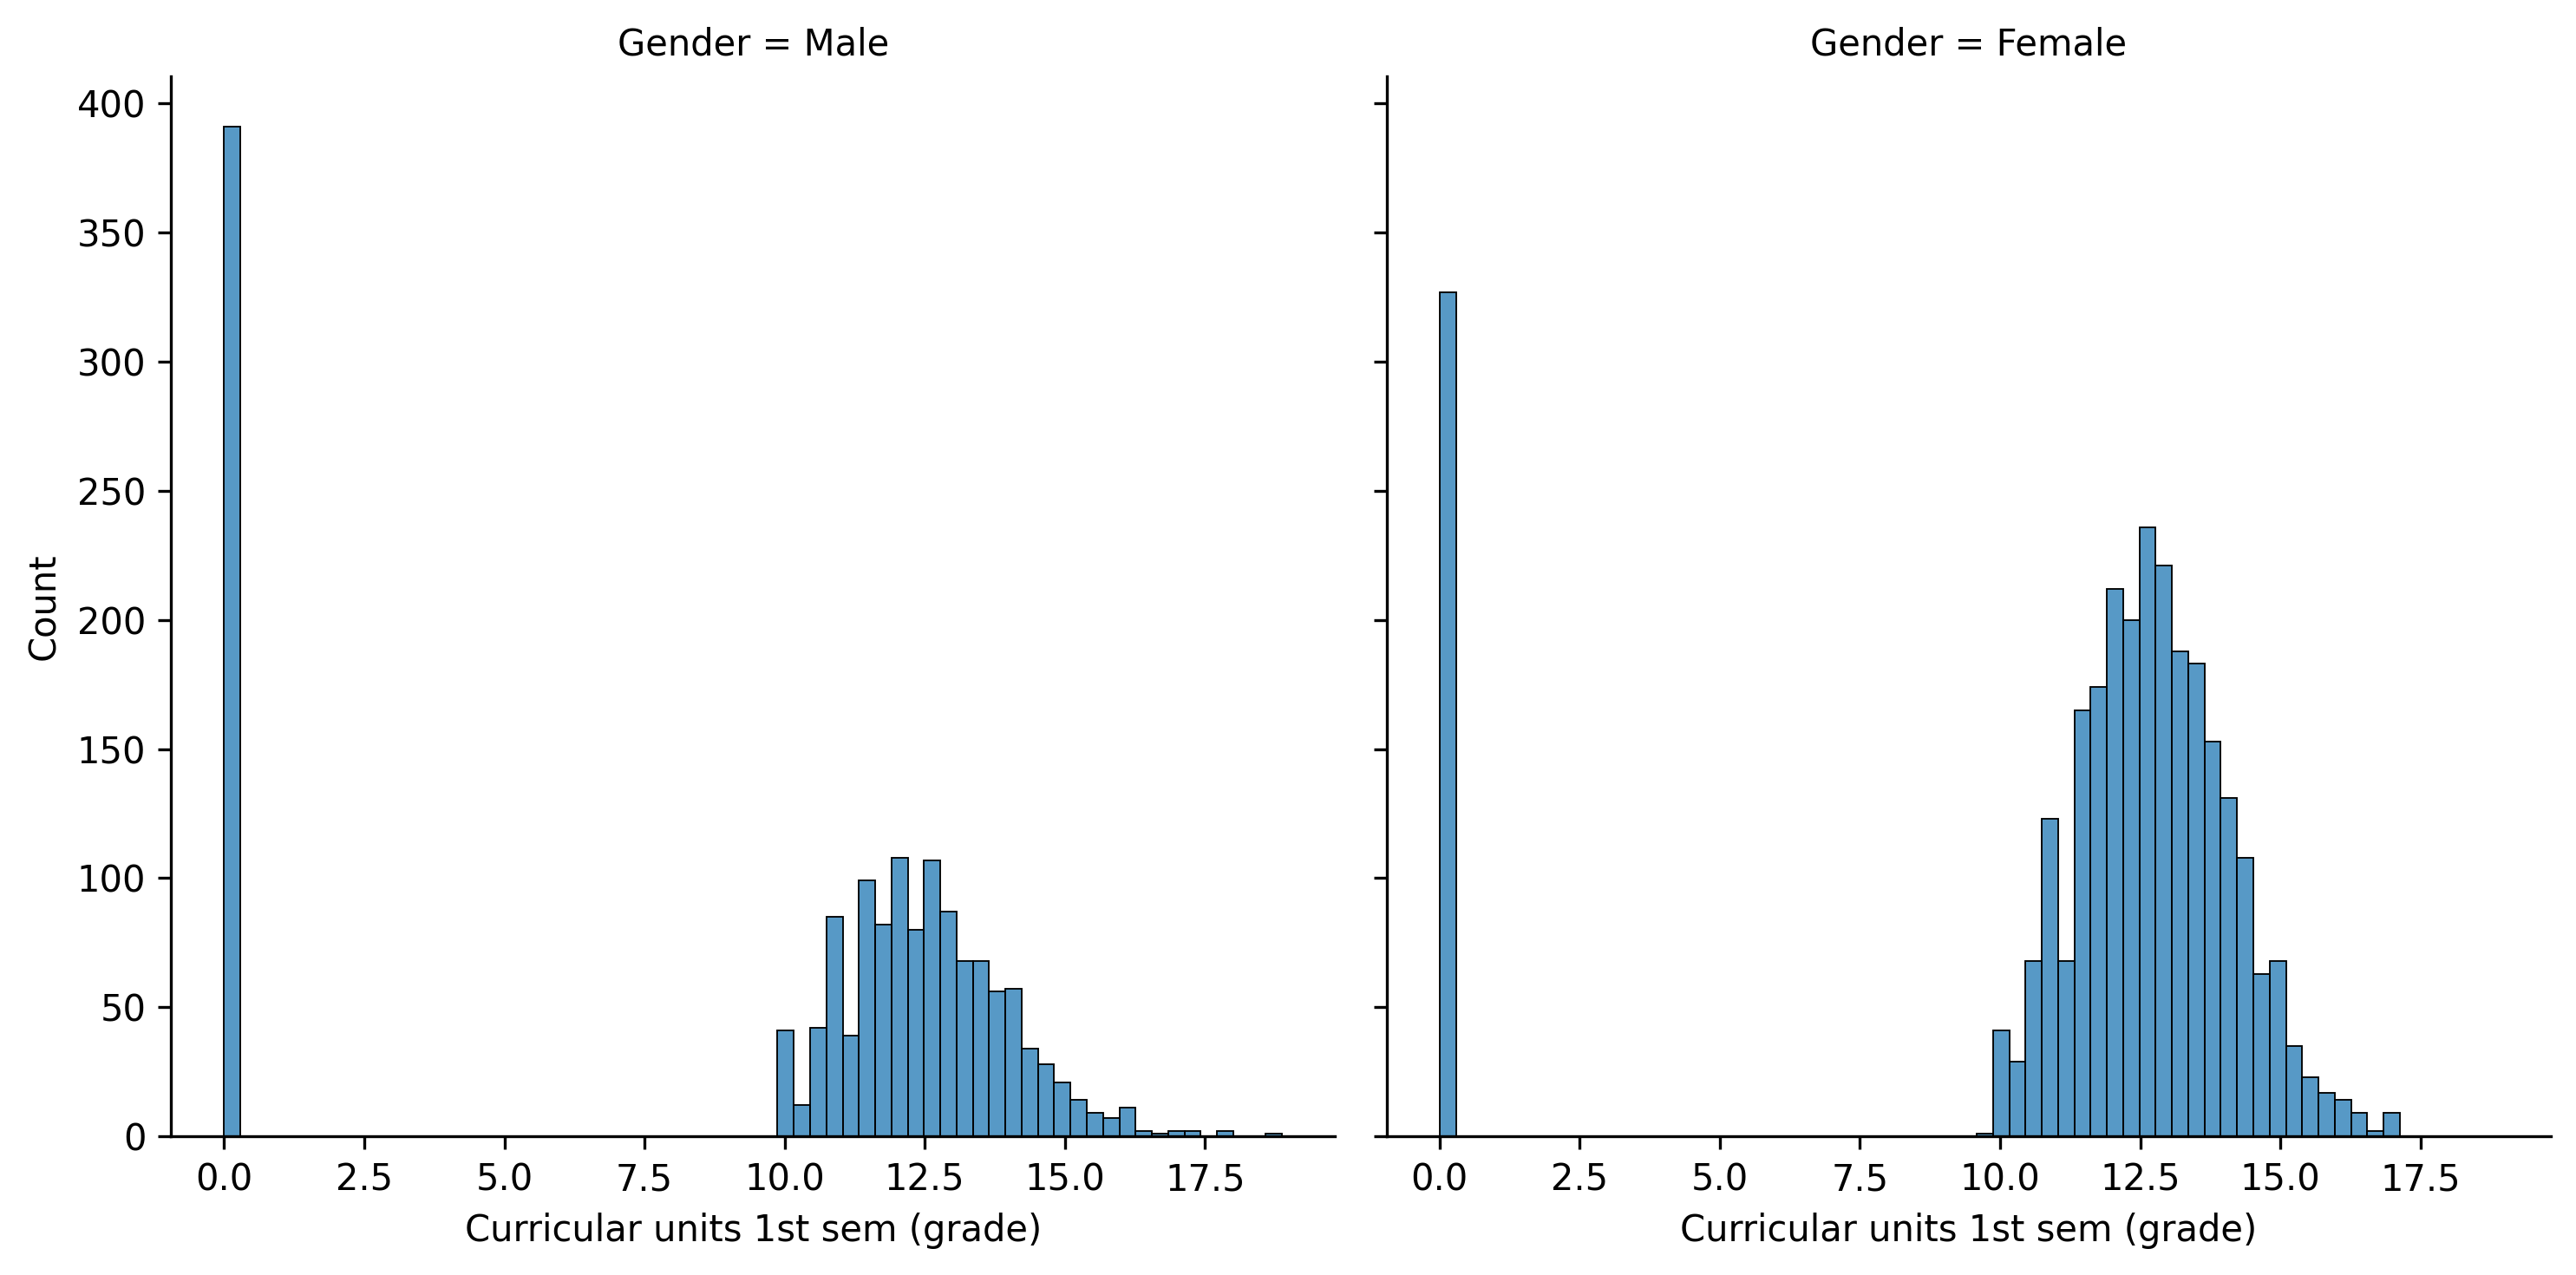 Gender = Male
Gender = Female
400
350
300
250
200
150
100
50
0
Count
0.0 2.5 5.0 7.5 10.0 12.5 15.0 17.5
0.0 2.5 5.0 7.5 10.0 12.5 15.0 17.5
Curricular units 1st sem (grade)
Curricular units 1st sem (grade)